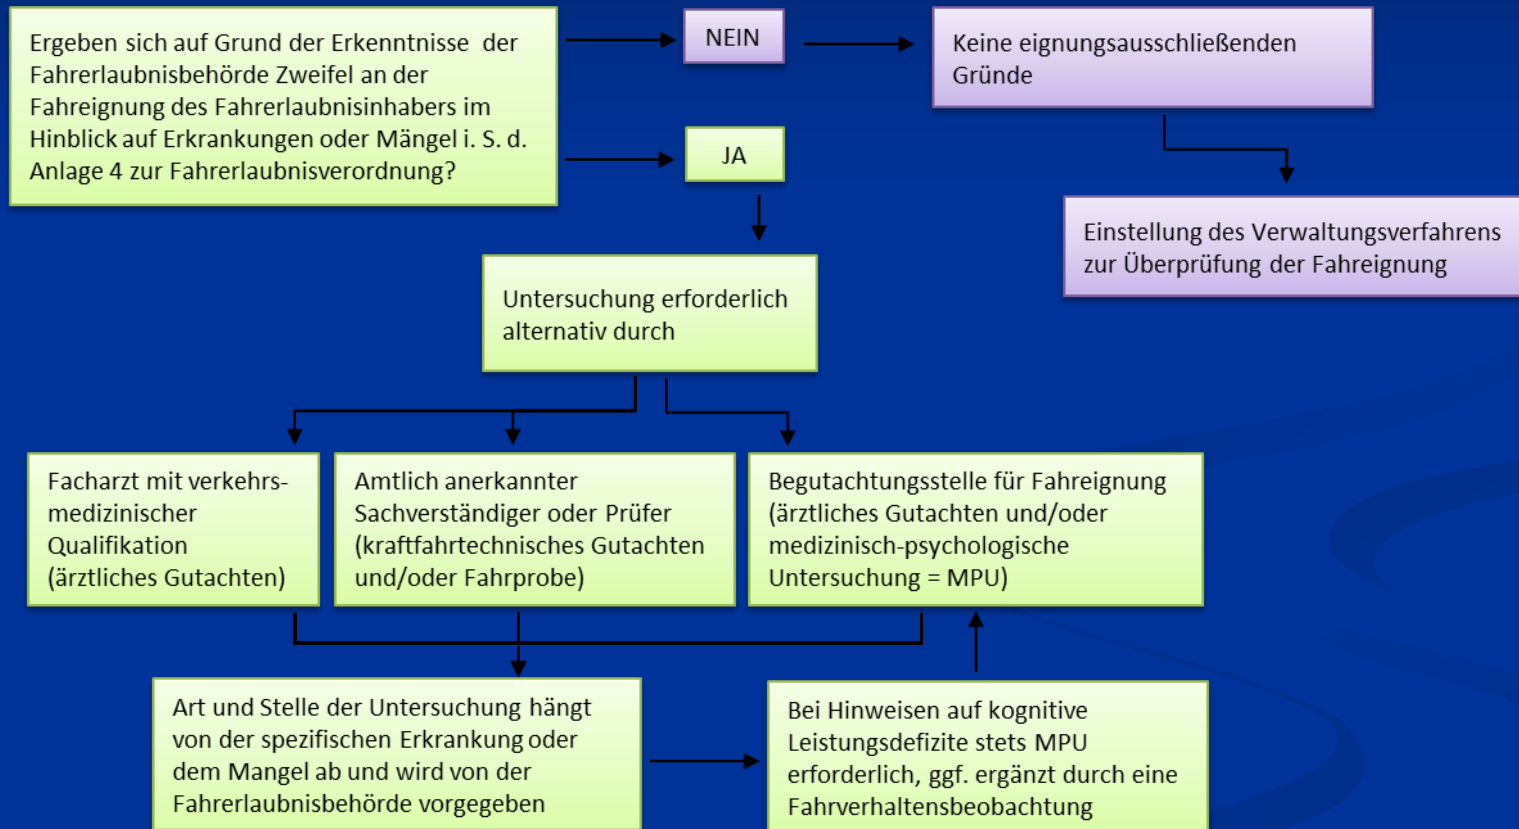 Ergeben sich auf Grund der Erkenntnisse der
Fahrerlaubnisbehörde Zweifel an der
Fahreignung des Fahrerlaubnisinhabers im
Hinblick auf Erkrankungen oder Mängel i. S. d.
Anlage 4 zur Fahrerlaubnisverordnung?
NEIN
Keine eignungsausschließenden
Gründe
JA
Einstellung des Verwaltungsverfahrens
zur Überprüfung der Fahreignung
Untersuchung erforderlich
alternativ durch
Facharzt mit verkehrs-
medizinischer
Qualifikation
(ärztliches Gutachten)
Amtlich anerkannter
Sachverständiger oder Prüfer
(kraftfahrtechnisches Gutachten
und/oder Fahrprobe)
Begutachtungsstelle für Fahreignung
(ärztliches Gutachten und/oder
medizinisch-psychologische
Untersuchung = MPU)
Art und Stelle der Untersuchung hängt
von der spezifischen Erkrankung oder
dem Mangel ab und wird von der
Fahrerlaubnisbehörde vorgegeben
Bei Hinweisen auf kognitive
Leistungsdefizite stets MPU
erforderlich, ggf. ergänzt durch eine
Fahrverhaltensbeobachtung